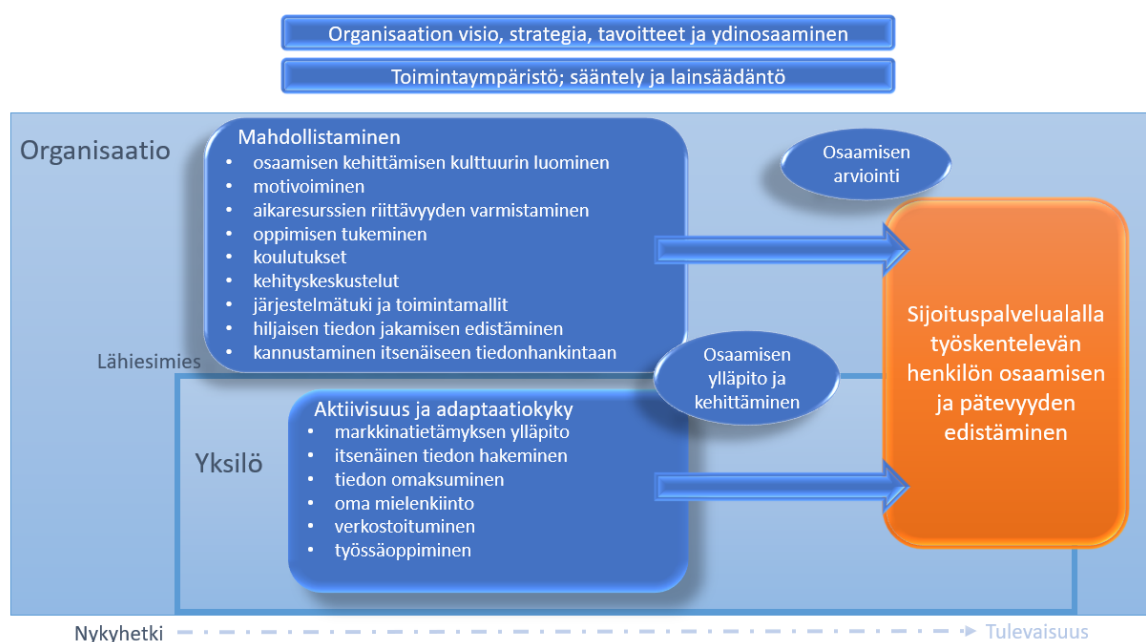 Organisaation visio, strategia, tavoitteet ja ydinosaaminen
Toimintaympäristö; sääntely ja lainsäädäntö
Organisaatio
Mahdollistaminen
• osaamisen kehittämisen kulttuurin luominen
• motivoiminen
• aikaresurssien riittävyyden varmistaminen
• oppimisen tukeminen
• koulutukset
• kehityskeskustelut
• järjestelmätuki ja toimintamallit
• hiljaisen tiedon jakamisen edistäminen
• kannustaminen itsenäiseen tiedonhankintaan
Osaamisen
arviointi
Lähiesimies
Osaamisen
ylläpito ja
kehittäminen
Yksilö
Aktiivisuus ja adaptaatiokyky
• markkinatietämyksen ylläpito
• itsenäinen tiedon hakeminen
• tiedon omaksuminen
• oma mielenkiinto
• verkostoituminen
• työssäoppiminen
Sijoituspalvelualalla
työskentelevän
henkilön osaamisen
ja pätevyyden
edistäminen
Nykyhetki
Tulevaisuus